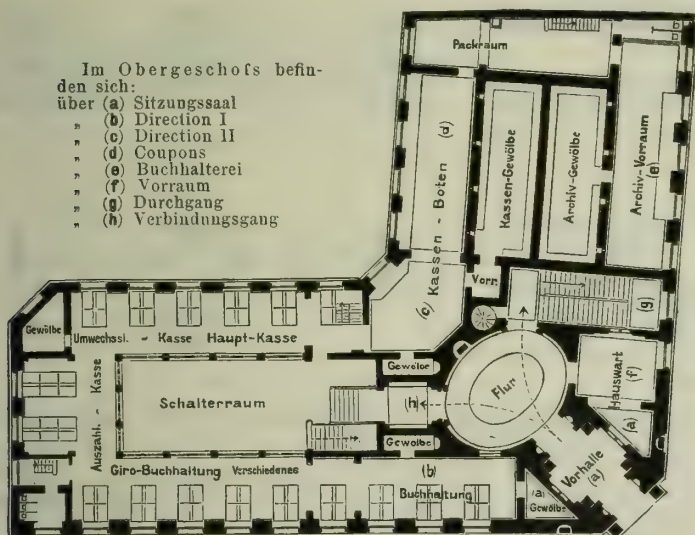 Im Obergeschofs befin-
den sich:
über (a) Sitzungssaal
„ (b) Direction I
„ (c) Direction II
„ (d) Coupons
„ (e) Buchhalterei
„ (f) Vorraum
„ (g) Durchgang
„ (h) Verbindungsgang
Packraum
(d)
Kassen - Boten
(c)
Kassen-Gewölbe
Archiv-Gewölbe
Archiv-Vorraum
(e)
Vorr.
(g)
Gewölbe
Umwechsl. - Kasse Haupt-Kasse
Auszahl. - Kasse
Schalterraum
Gewölbe
(h)
Gewölbe
Flur
Hauswart
(f)
(a)
Vorhalle
(a)
Giro-Buchhaltung Verschiedenes
(b)
Buchhaltung
(a)
Gewölbe